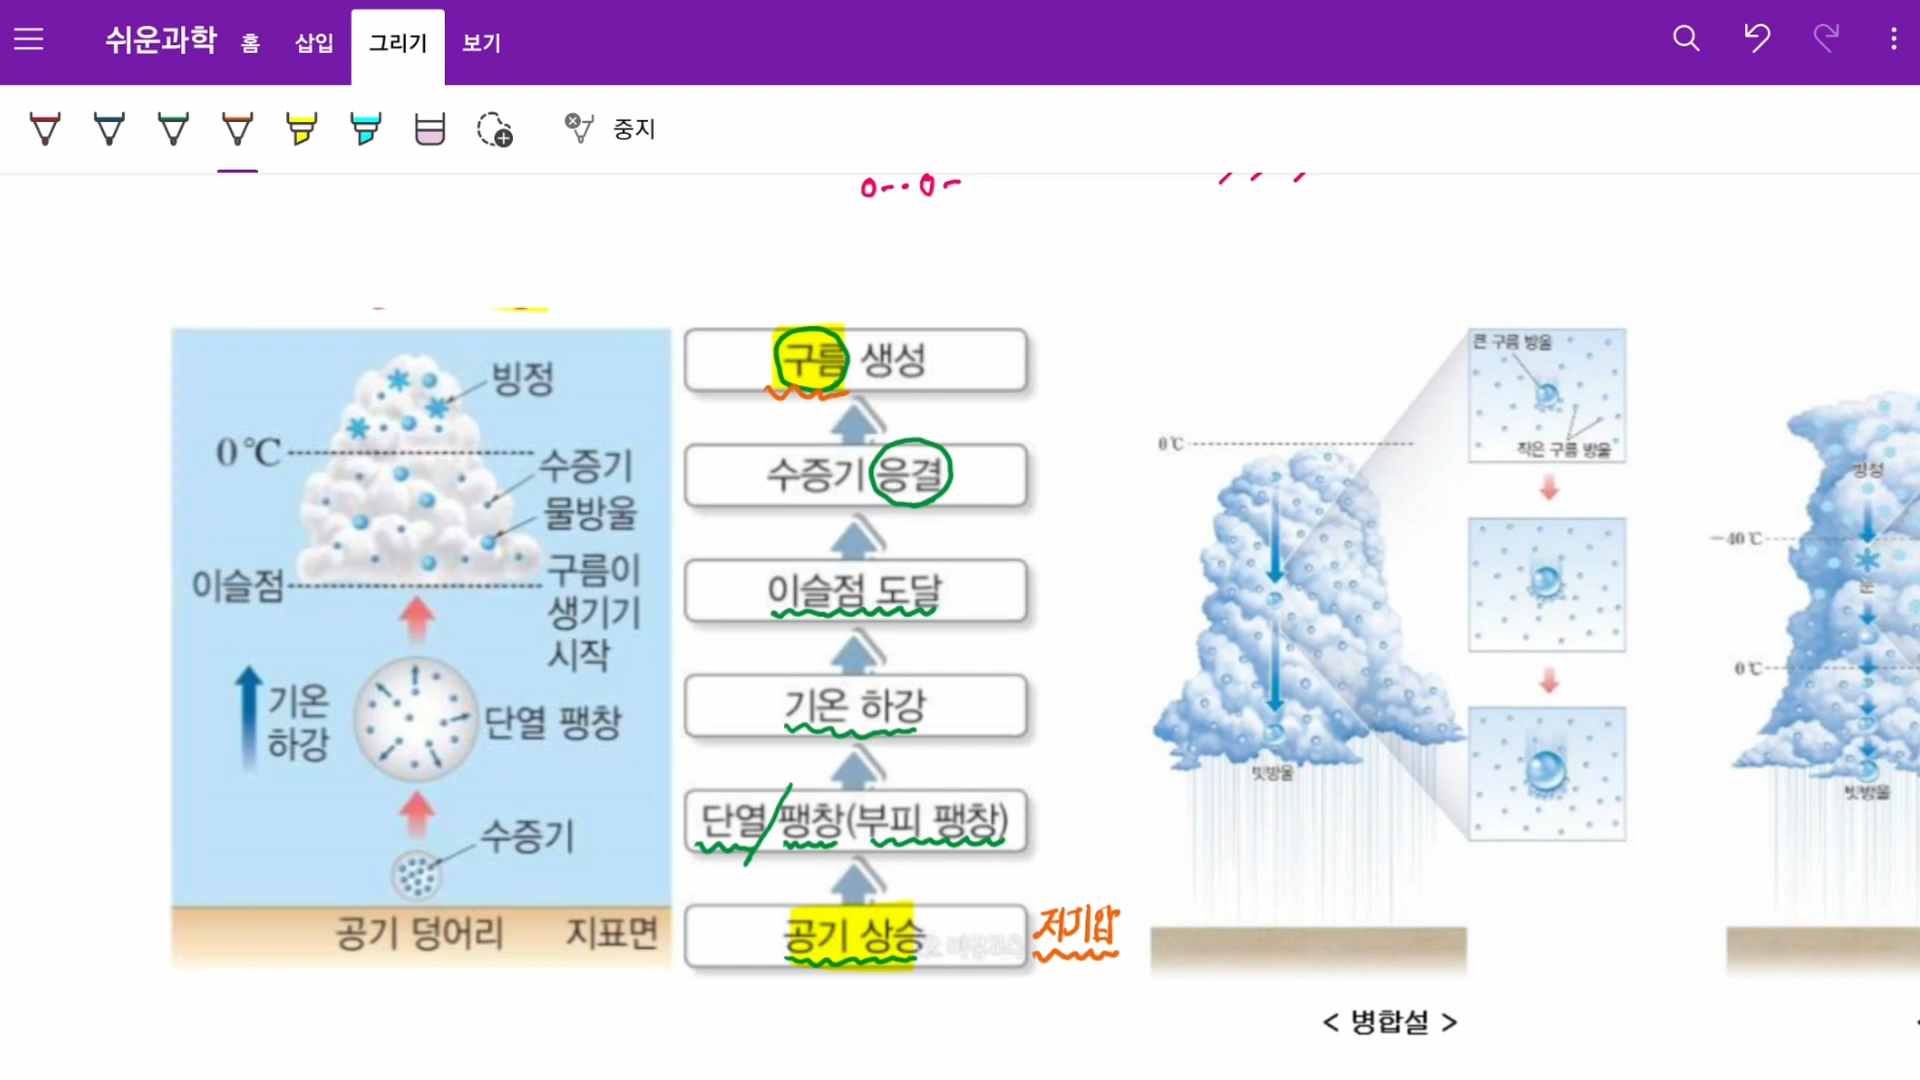 쉬운과학 홈 삽입 그리기 보기
중지
빙정
0℃
수증기
물방울
이슬점
구름이
생기기
시작
기온
하강
단열 팽창
수증기
공기 덩어리 지표면
구름 생성
수증기 응결
이슬점 도달
기온 하강
단열 팽창(부피 팽창)
공기 상승
저기압
0℃
큰 구름 방울
작은 구름 방울
빗방울
< 병합설 >
빙정
-40℃
눈
0℃
빗방울